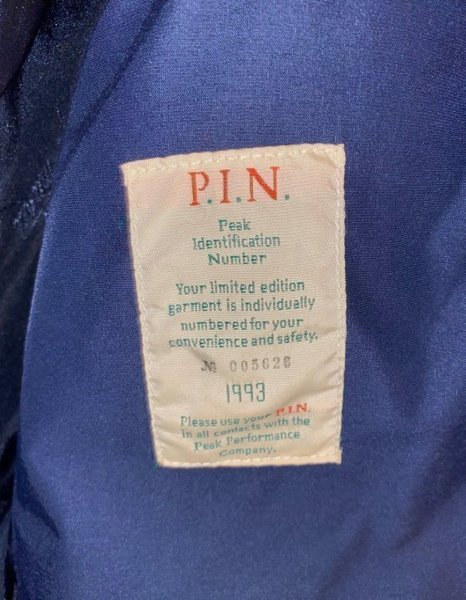 P.I.N.
Peak
Identification
Number
Your limited edition
garment is individually
numbered for your
convenience and safety.
№ 005626
1993
Please use your P.I.N.
in all contacts with the
Peak Performance
Company.